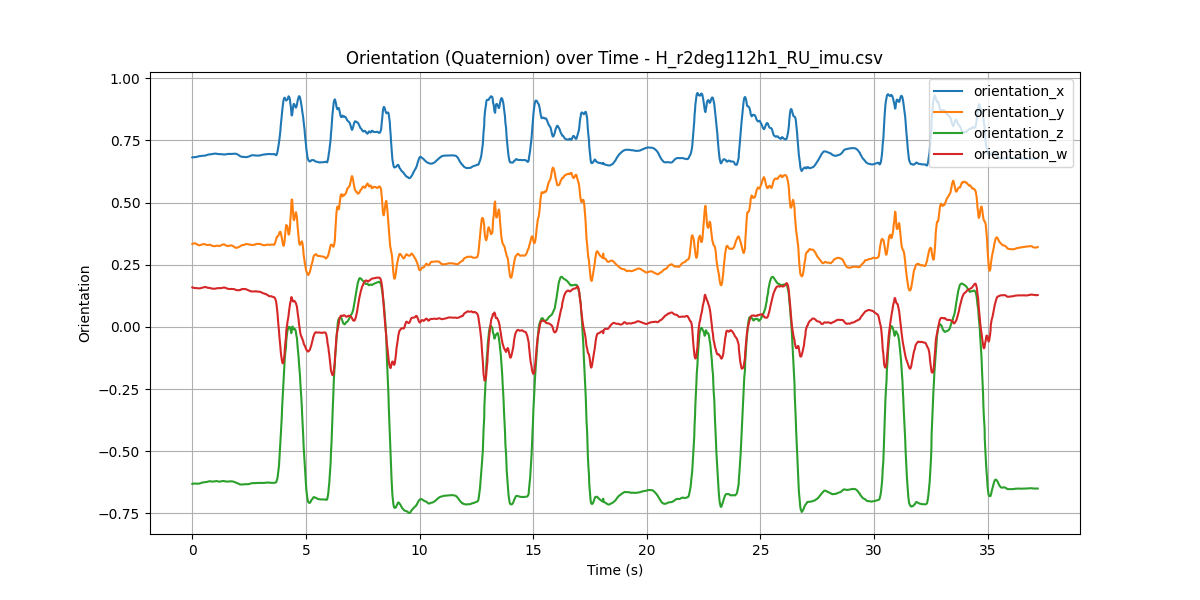 Orientation (Quaternion) over Time - H_r2deg112h1_RU_imu.csv
1.00
0.75
0.50
0.25
0.00
−0.25
−0.50
−0.75
Orientation
orientation_x
orientation_y
orientation_z
orientation_w
0 5 10 15 20 25 30 35
Time (s)